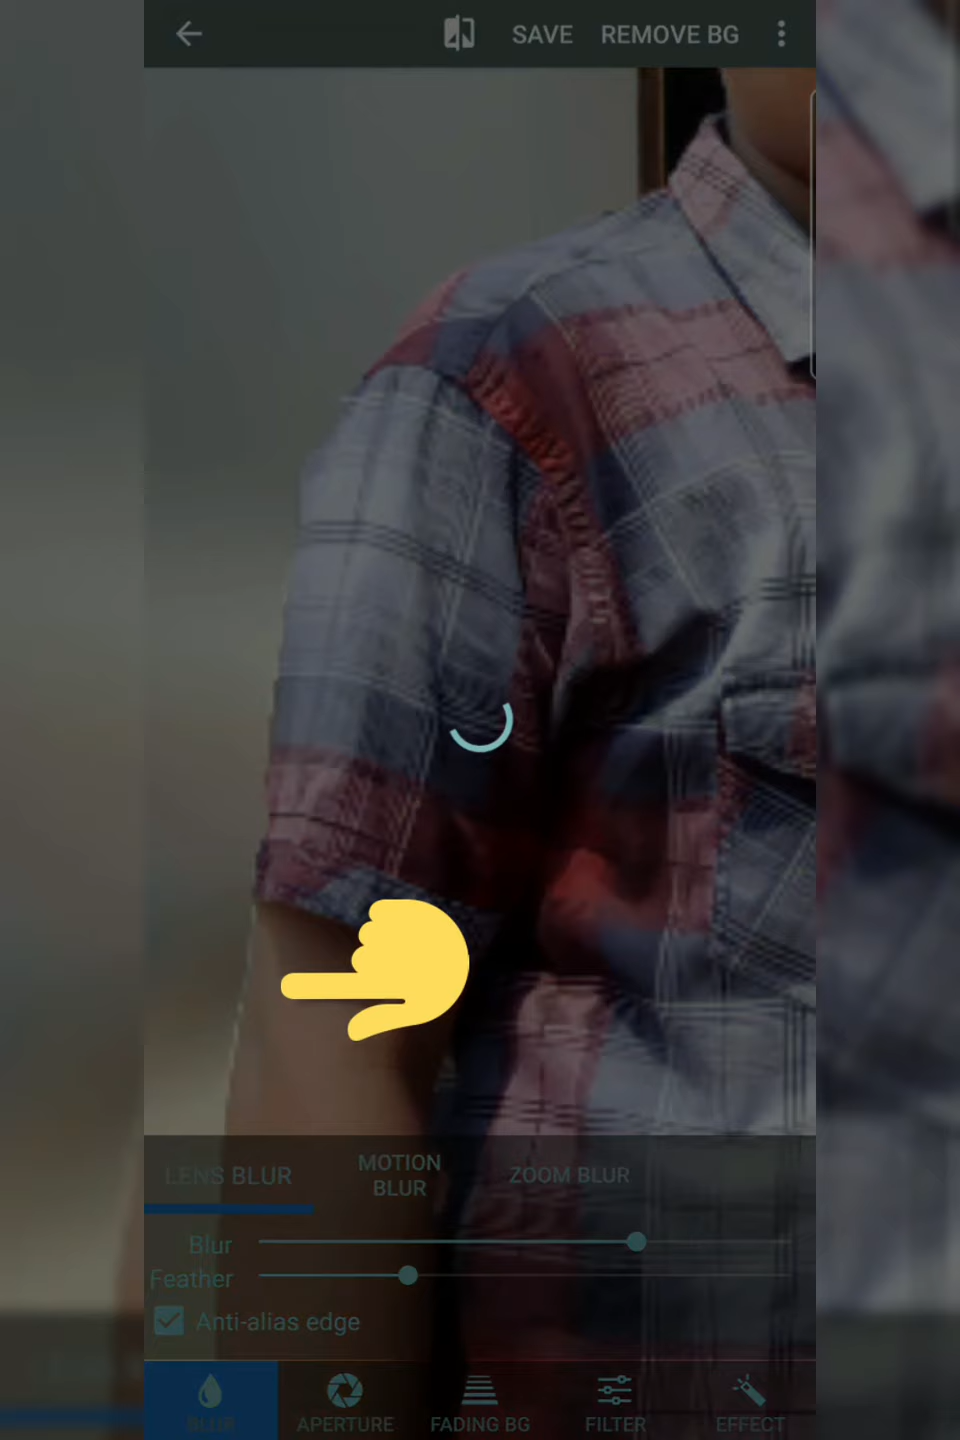 SAVE REMOVE BG
LENS BLUR
MOTION
BLUR
ZOOM BLUR
Blur
Feather
Anti-alias edge
BLUR APERTURE FADING BG FILTER EFFECT